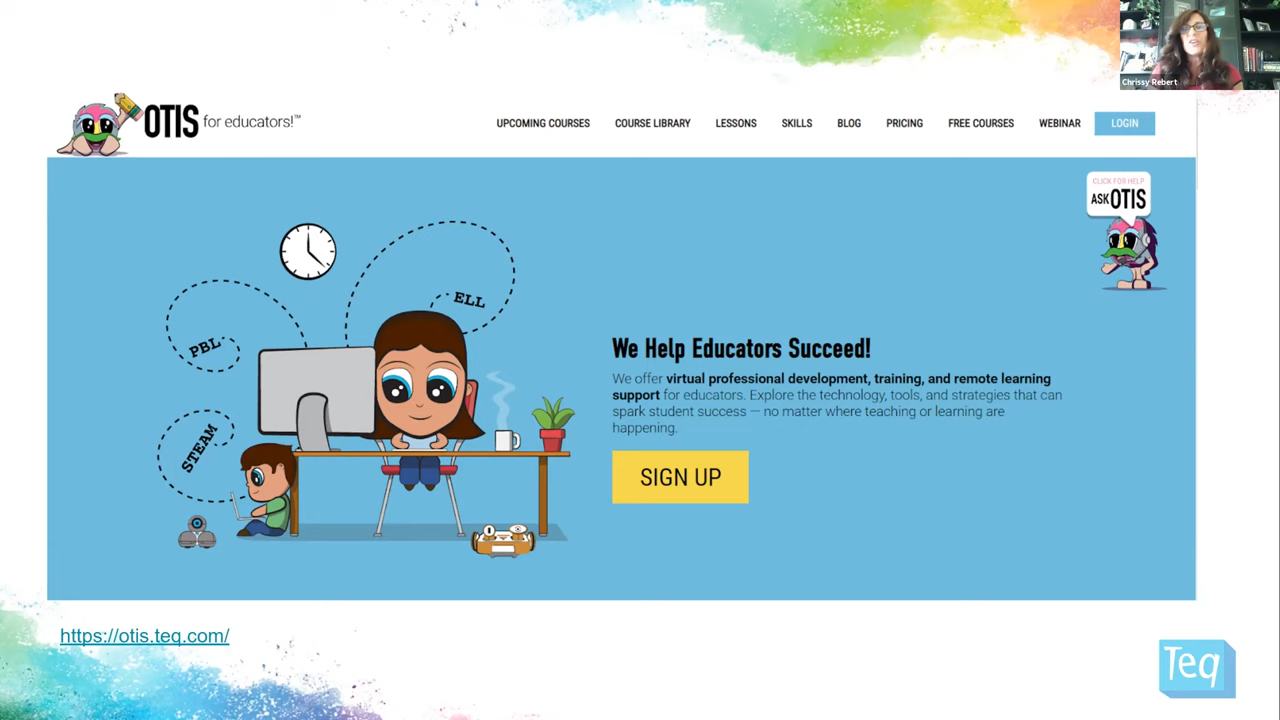 Chrissy Rebert
OTIS for educators!™
UPCOMING COURSES COURSE LIBRARY LESSONS SKILLS BLOG PRICING FREE COURSES WEBINAR LOGIN
CLICK FOR HELP
ASK OTIS
ELL
PBL
STEAM
We Help Educators Succeed!
We offer virtual professional development, training, and remote learning
support for educators. Explore the technology, tools, and strategies that can
spark student success — no matter where teaching or learning are
happening.
SIGN UP
https://otis.teq.com/
Teq